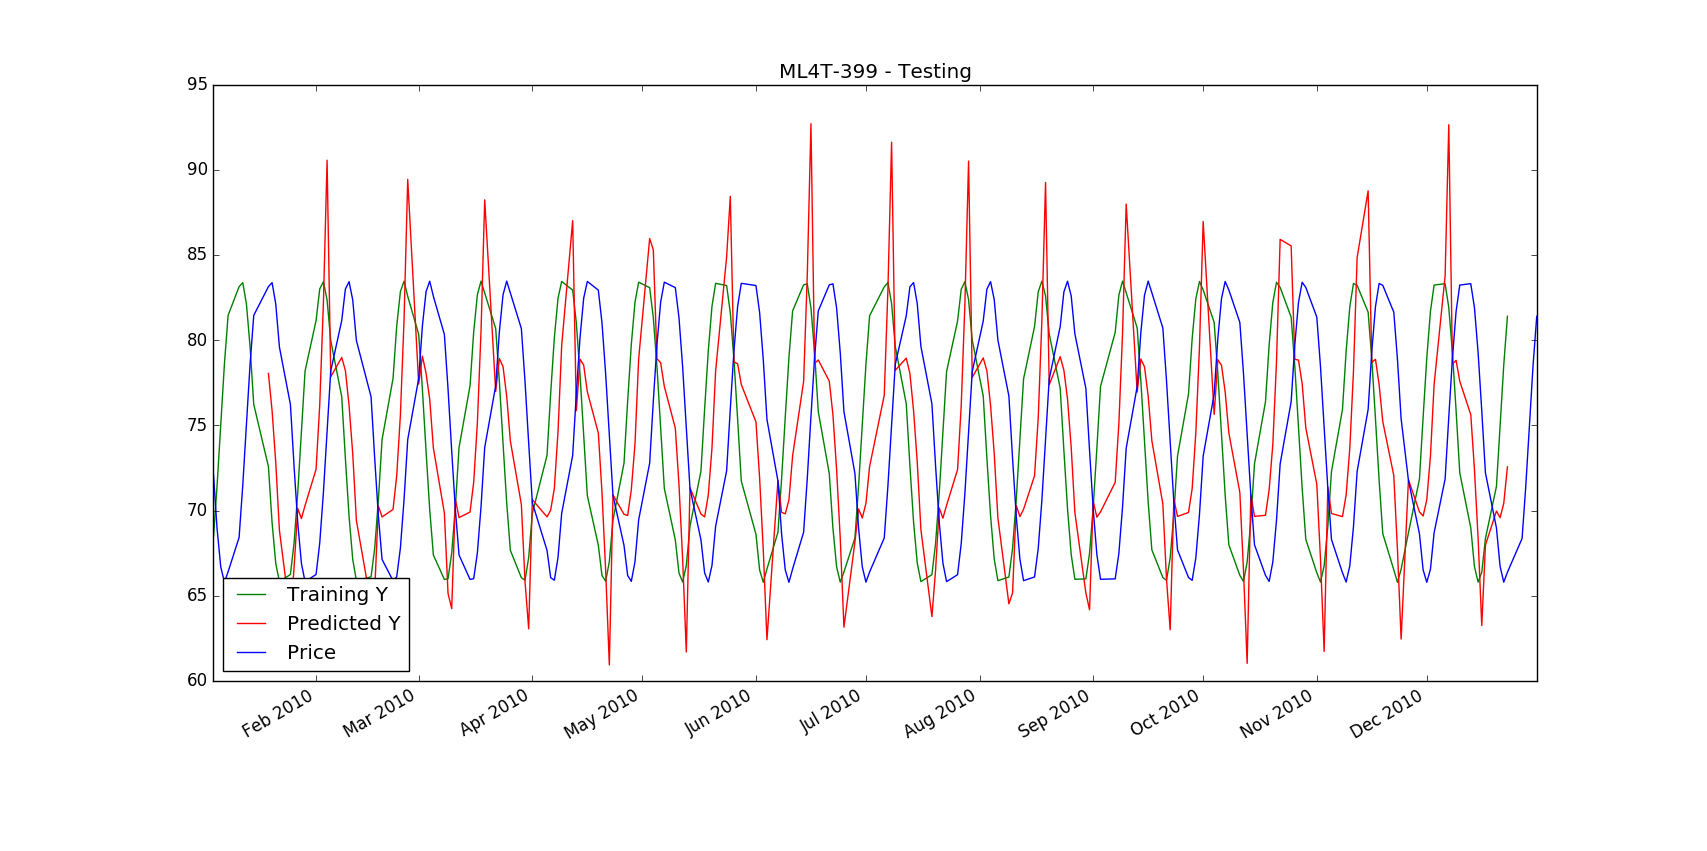 ML4T-399 - Testing
95
90
85
80
75
70
65
60
Training Y
Predicted Y
Price
Feb 2010
Mar 2010
Apr 2010
May 2010
Jun 2010
Jul 2010
Aug 2010
Sep 2010
Oct 2010
Nov 2010
Dec 2010